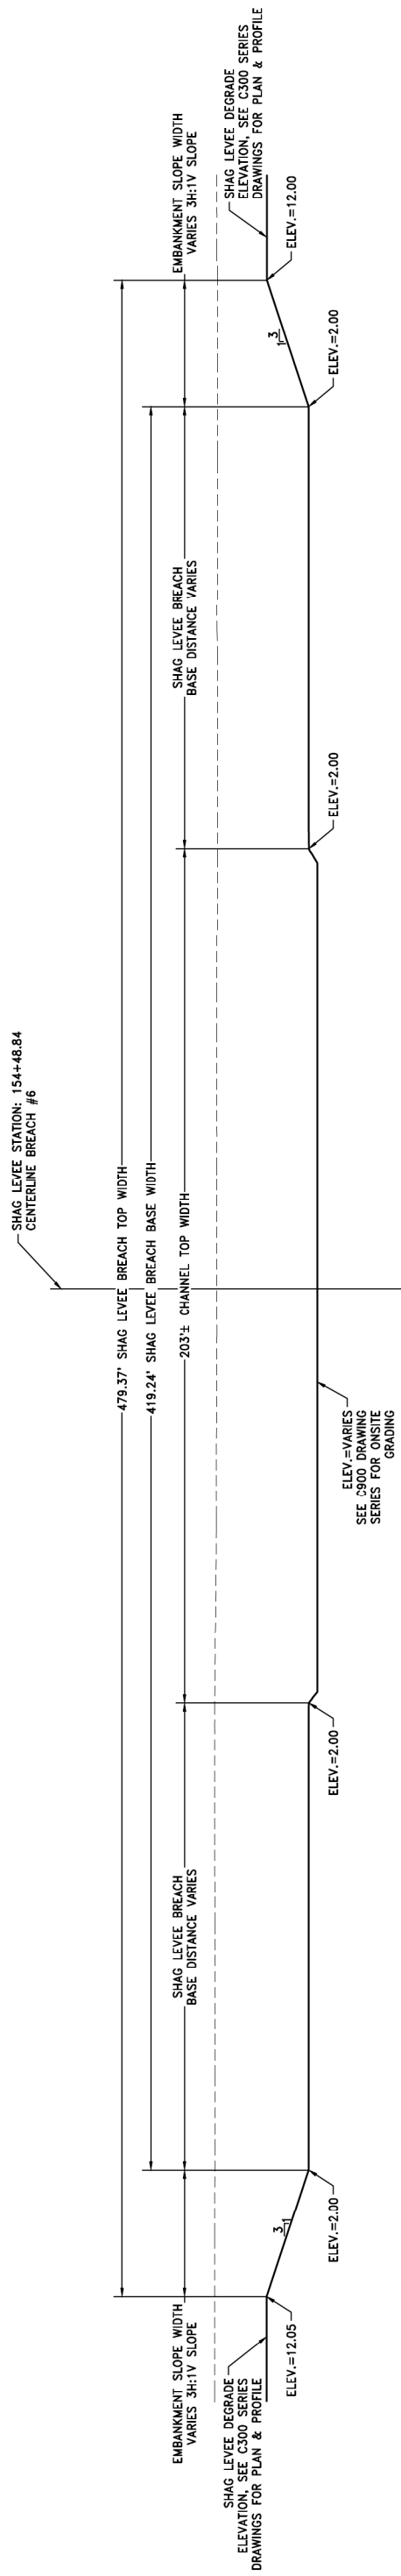 SHAG LEVEE STATION: 154+48.84
CENTERLINE BREACH #6
479.37' SHAG LEVEE BREACH TOP WIDTH
419.24' SHAG LEVEE BREACH BASE WIDTH
EMBANKMENT SLOPE WIDTH
VARIES 3H:1V SLOPE
SHAG LEVEE BREACH
BASE DISTANCE VARIES
203'± CHANNEL TOP WIDTH
SHAG LEVEE BREACH
BASE DISTANCE VARIES
EMBANKMENT SLOPE WIDTH
VARIES 3H:1V SLOPE
SHAG LEVEE DEGRADE
ELEVATION, SEE C300 SERIES
DRAWINGS FOR PLAN & PROFILE
ELEV.=12.05
3
1
ELEV.=2.00
ELEV.=2.00
ELEV.=VARIES
SEE C900 DRAWING
SERIES FOR ONSITE
GRADING
ELEV.=2.00
ELEV.=2.00
3
1
ELEV.=12.00
SHAG LEVEE DEGRADE
ELEVATION, SEE C300 SERIES
DRAWINGS FOR PLAN & PROFILE